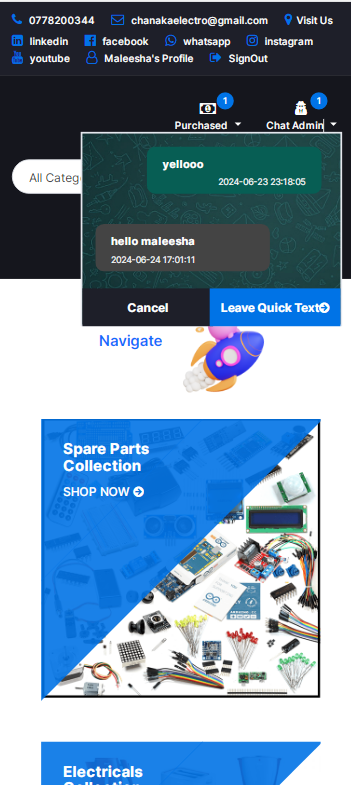 0778200344 chanakaelectro@gmail.com Visit Us
linkedin facebook whatsapp instagram
youtube Maleesha's Profile SignOut
1 1
Purchased Chat Admin
All Categ
yellooo
2024-06-23 23:18:05
hello maleesha
2024-06-24 17:01:11
Cancel Leave Quick Text
Navigate
Spare Parts
Collection
SHOP NOW
Electricals
Collection